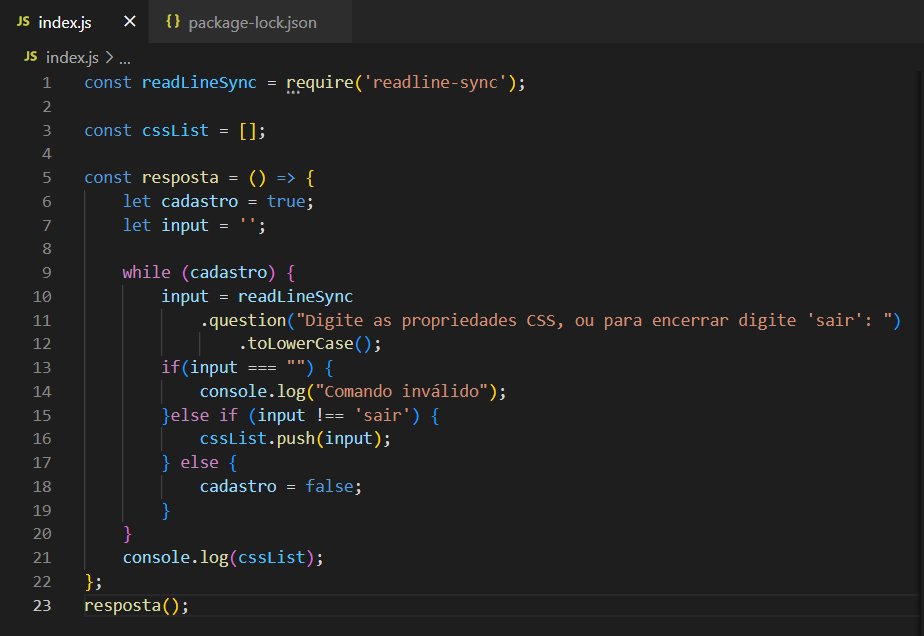 JS index.js × {} package-lock.json
JS index.js > ...
1 const readLineSync = require('readline-sync');
2
3 const cssList = [];
4
5 const resposta = () => {
6     let cadastro = true;
7     let input = '';
8
9     while (cadastro) {
10         input = readLineSync
11             .question("Digite as propriedades CSS, ou para encerrar digite 'sair': ")
12                 .toLowerCase();
13         if(input === "") {
14             console.log("Comando inválido");
15         }else if (input !== 'sair') {
16             cssList.push(input);
17         } else {
18             cadastro = false;
19         }
20     }
21     console.log(cssList);
22 };
23 resposta();